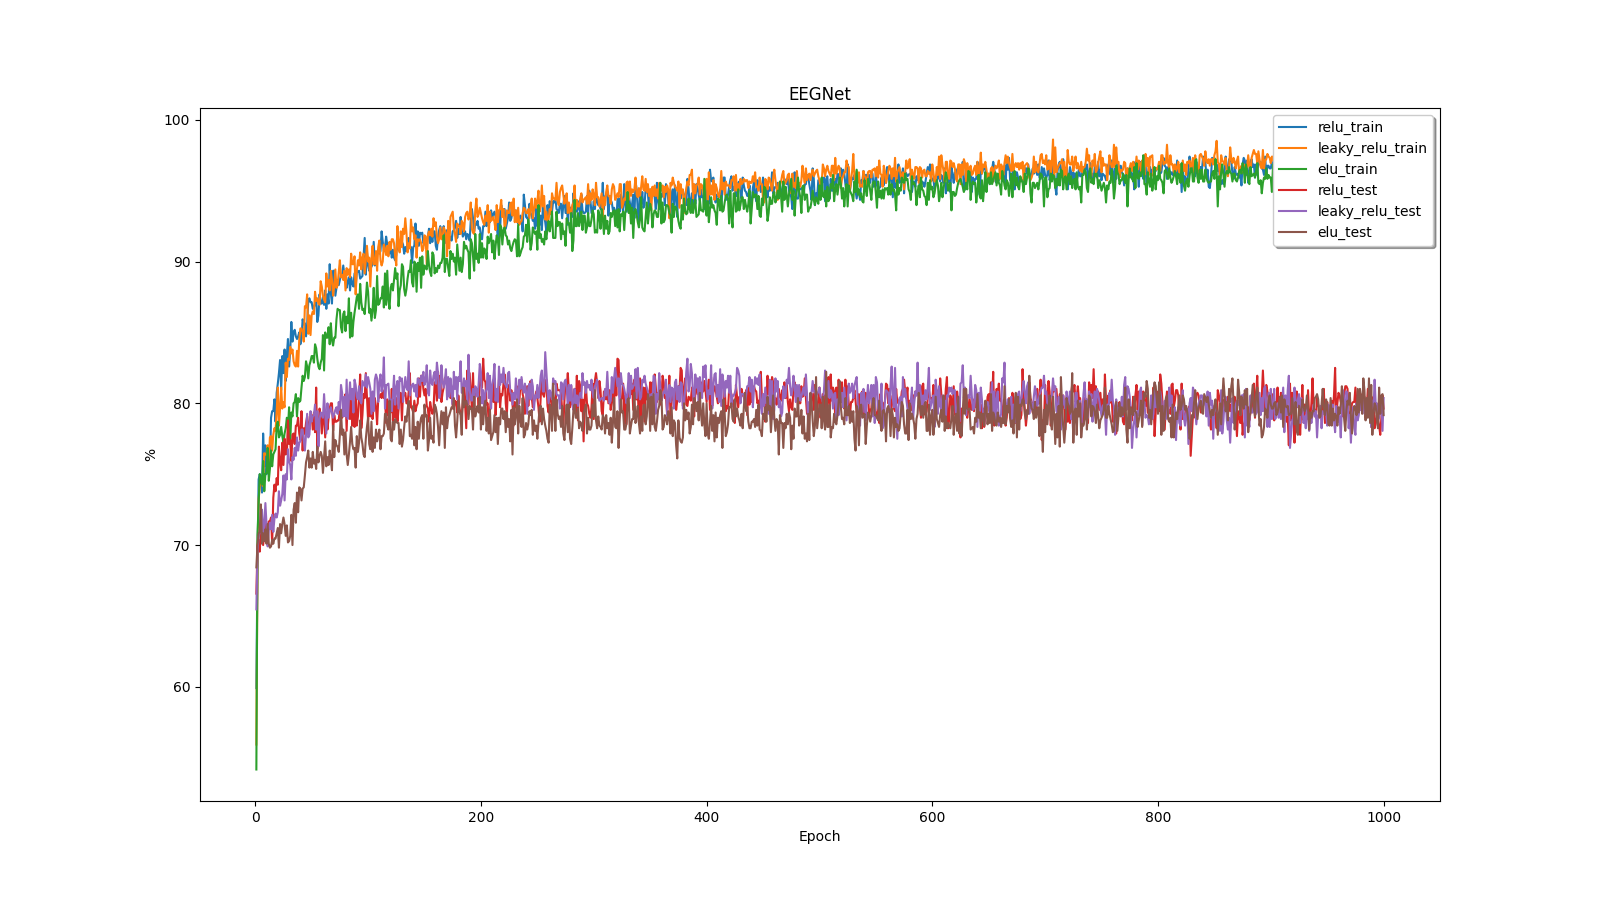 EEGNet
100
90
80
70
60
%
0
200
400
600
800
1000
Epoch
relu_train
leaky_relu_train
elu_train
relu_test
leaky_relu_test
elu_test